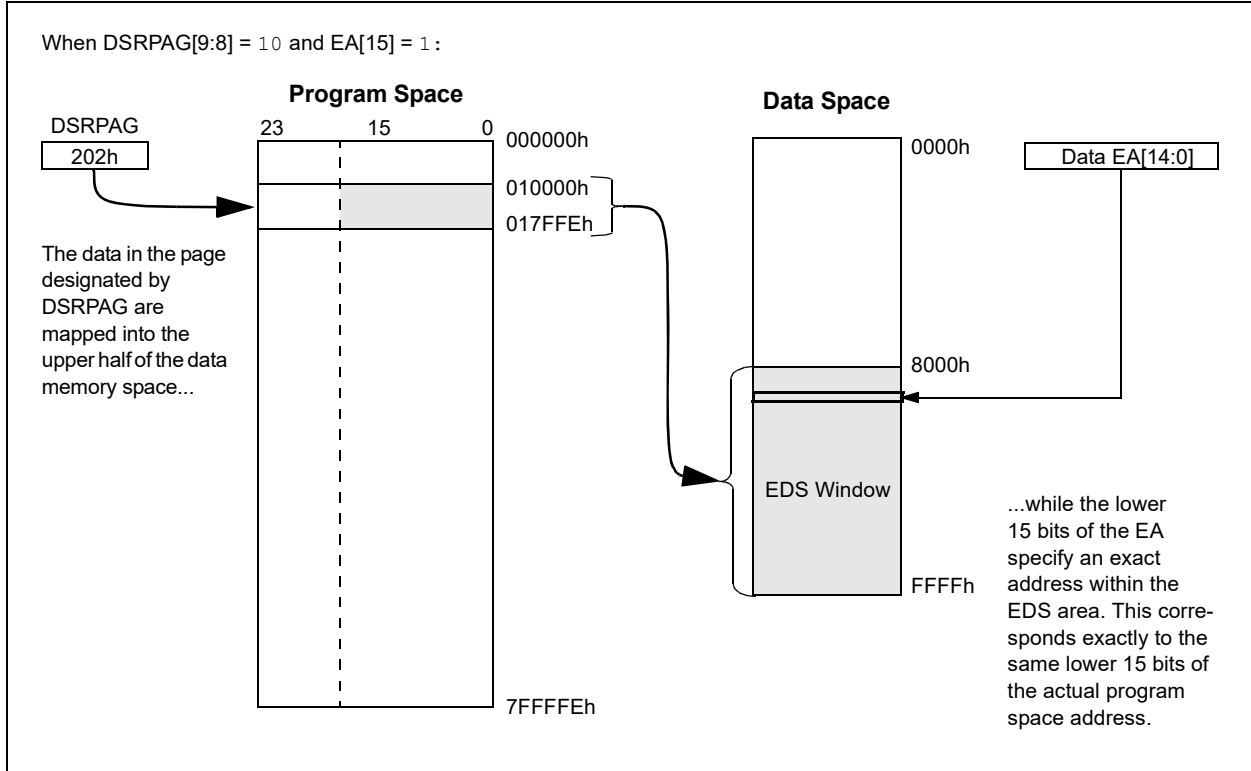 When DSRPAG[9:8] = 10 and EA[15] = 1:
Program Space
Data Space
DSRPAG
202h
23 15 0
000000h
010000h
017FFEh
7FFFFEh
The data in the page
designated by
DSRPAG are
mapped into the
upper half of the data
memory space...
0000h
8000h
EDS Window
FFFFh
Data EA[14:0]
...while the lower
15 bits of the EA
specify an exact
address within the
EDS area. This corre-
sponds exactly to the
same lower 15 bits of
the actual program
space address.